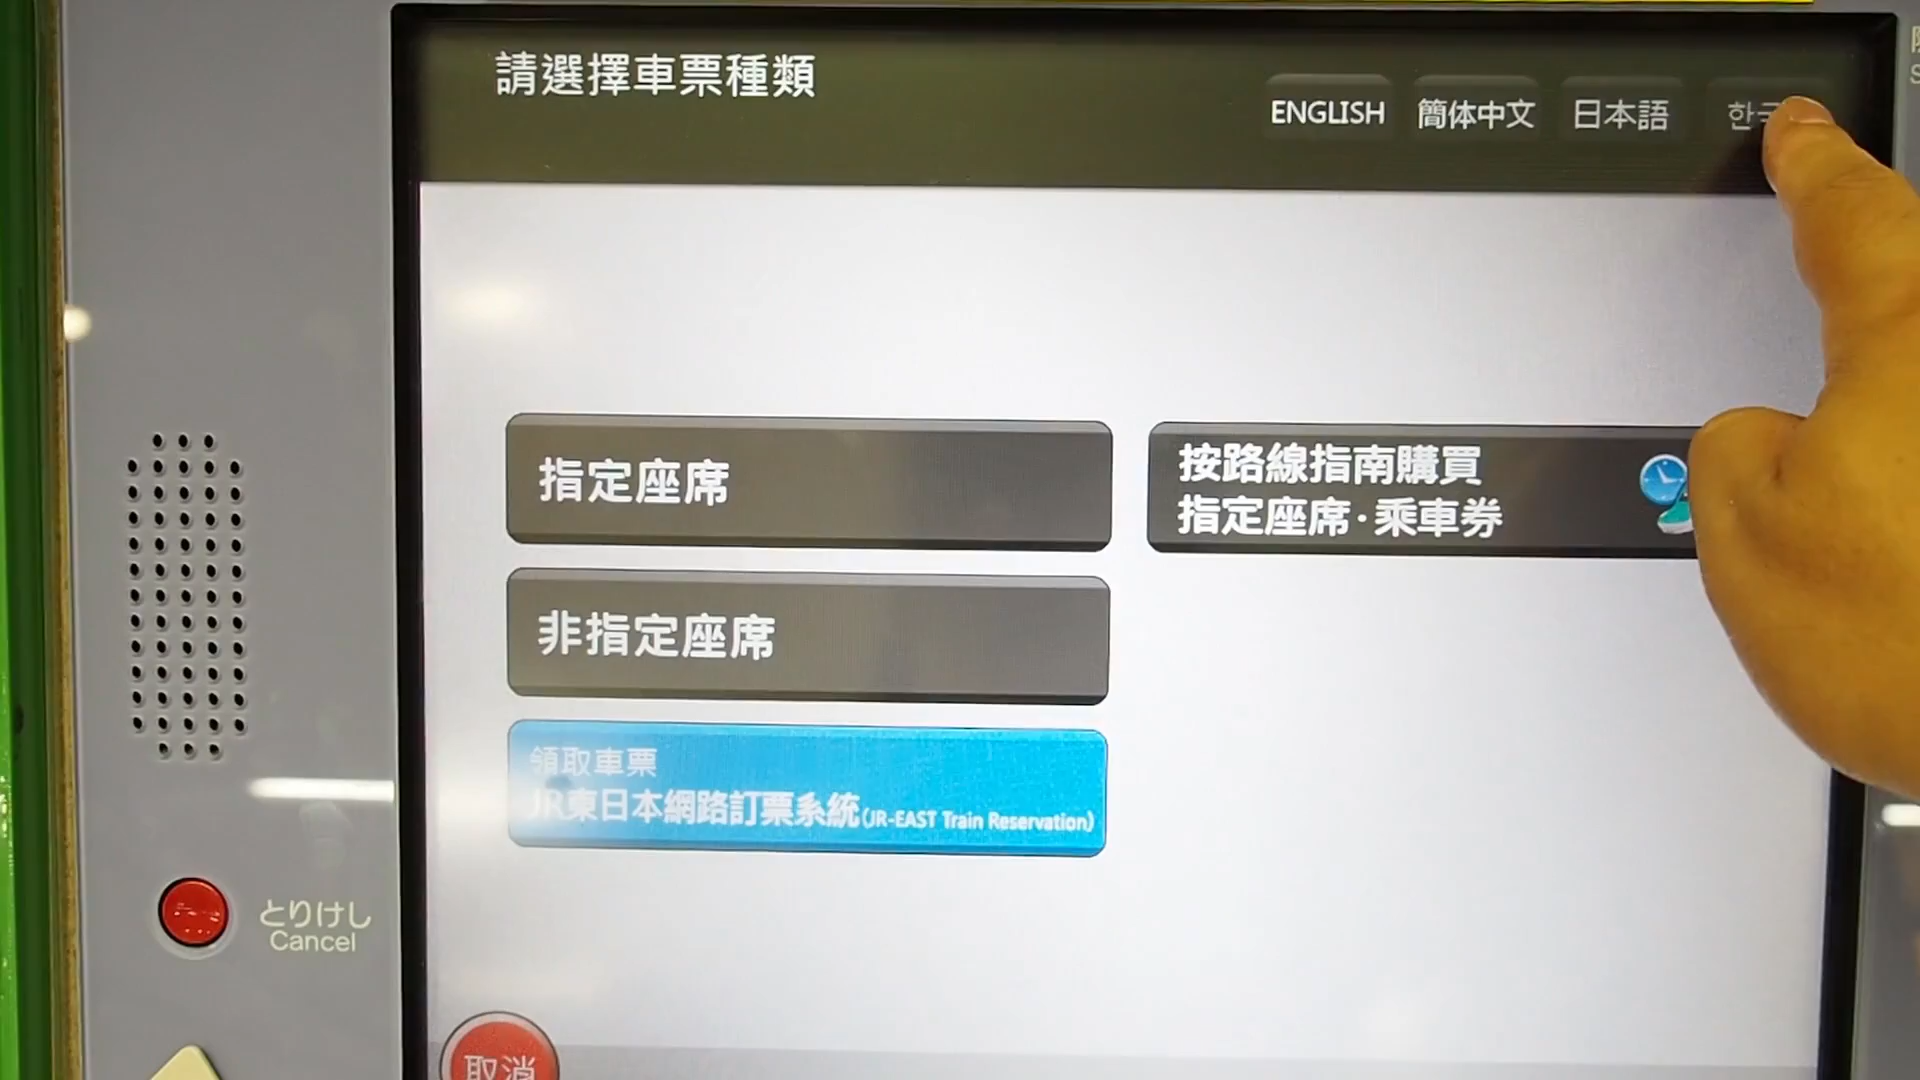 請選擇車票種類
ENGLISH
簡体中文
日本語
指定座席
按路線指南購買
指定座席·乗車券
非指定座席
領取車票
JR東日本網路訂票系統(JR-EAST Train Reservation)
とりけし
Cancel
取消